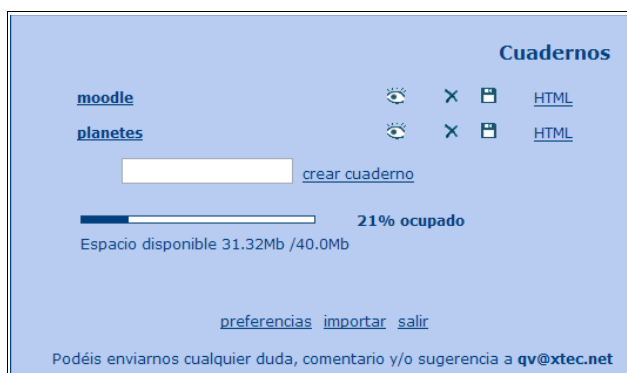 Cuadernos
moodle HTML
planetes HTML
crear cuaderno
21% ocupado
Espacio disponible 31.32Mb /40.0Mb
preferencias importar salir
Podéis enviarnos cualquier duda, comentario y/o sugerencia a qv@xtec.net